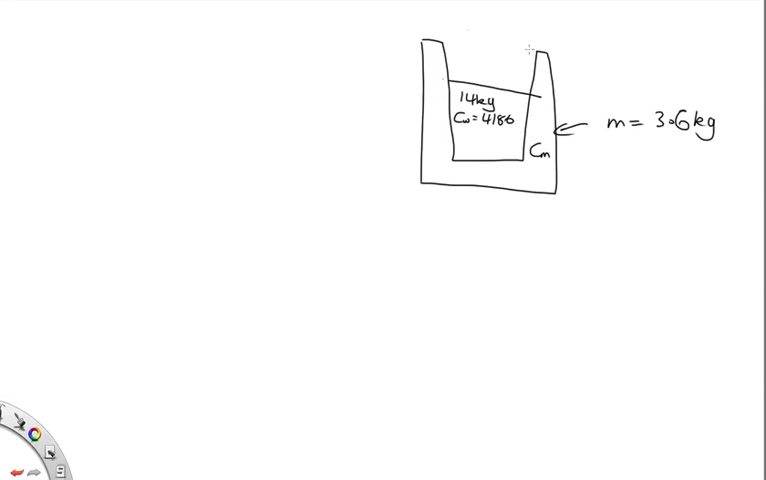 14kg
Cw = 4186
Cm
m = 3.6kg